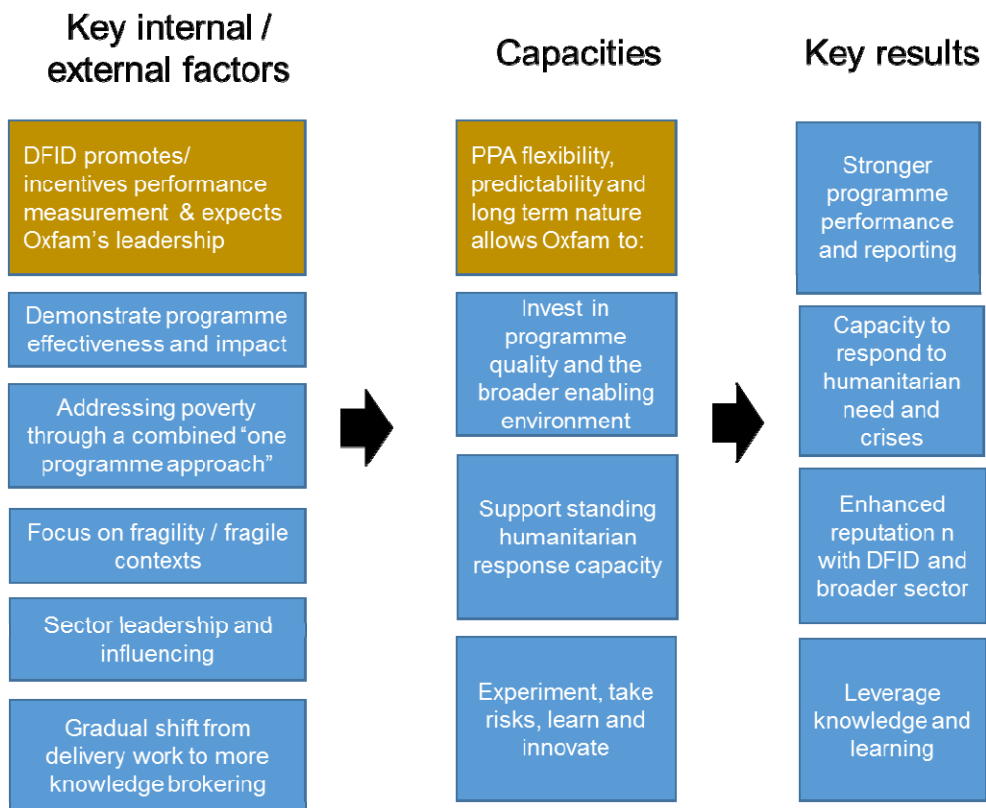 Key internal /
external factors
DFID promotes/
incentives performance
measurement & expects
Oxfam's leadership
Demonstrate programme
effectiveness and impact
Addressing poverty
through a combined “one
programme approach”
Focus on fragility / fragile
contexts
Sector leadership and
influencing
Gradual shift from
delivery work to more
knowledge brokering
Capacities
PPA flexibility,
predictability and
long term nature
allows Oxfam to:
Invest in
programme
quality and the
broader enabling
environment
Support standing
humanitarian
response capacity
Experiment, take
risks, learn and
innovate
Key results
Stronger
programme
performance
and reporting
Capacity to
respond to
humanitarian
need and
crises
Enhanced
reputation n
with DFID and
broader sector
Leverage
knowledge and
learning